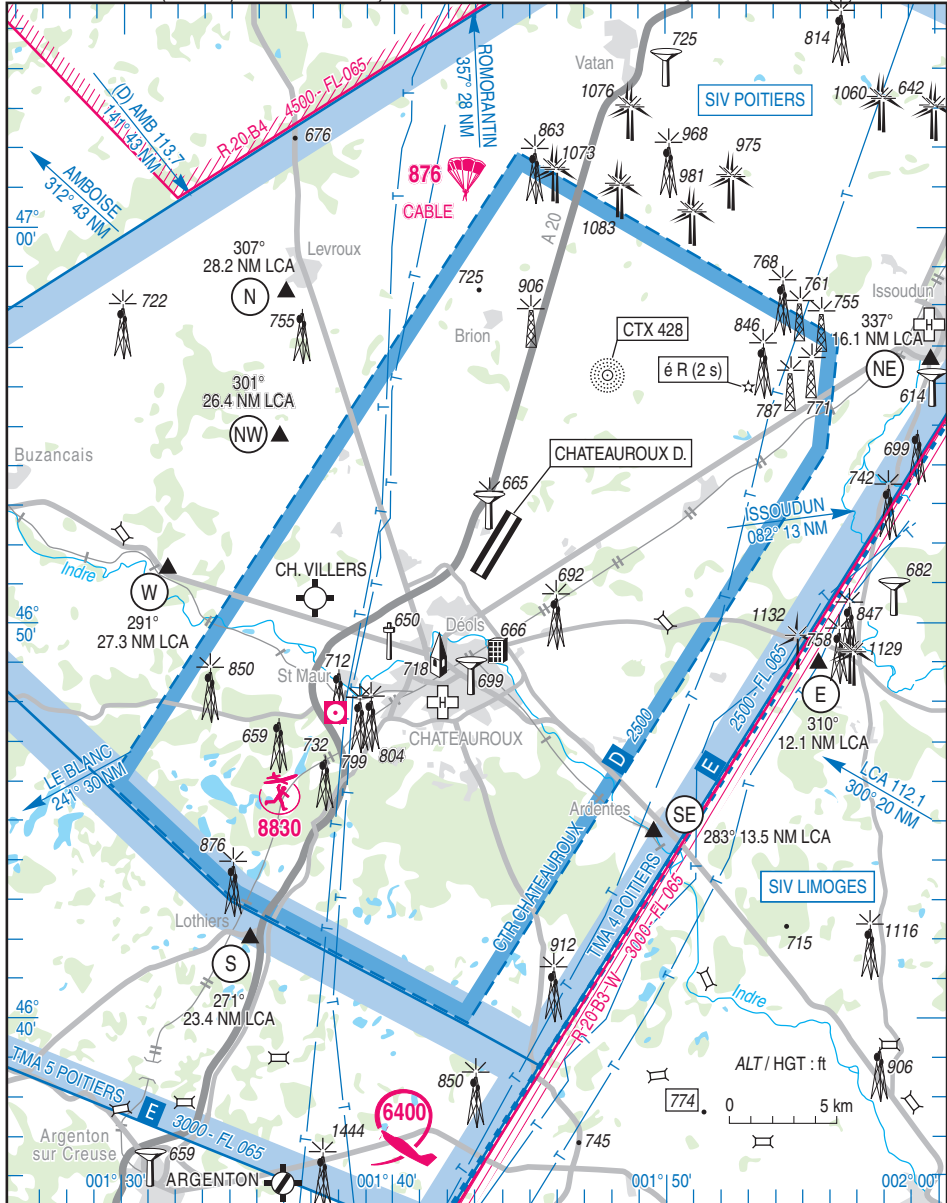 725
814
Vatan
ROMORANTIN
357° 28 NM
(D) AMB 113.7
141° 43 NM
R 20-B4 4500 - FL 065
1076
SIV POITIERS
1060
642
676
863
1073
968
975
AMBOISE
312° 43 NM
876
CABLE
981
1083
A 20
47°
00'
Levroux
307°
28.2 NM LCA
N
725
768
761
755
Issoudun
722
755
906
Brion
CTX 428
846
337°
16.1 NM LCA
é R (2 s)
NE
614
301°
26.4 NM LCA
787
771
NW
Buzancais
CHATEAUROUX D.
699
742
665
ISSOUDUN
082° 13 NM
Indre
CH. VILLERS
W
291°
27.3 NM LCA
692
682
46°
50'
650
Déols
666
1132
847
758
1129
718
850
St Maur
712
699
E
310°
12.1 NM LCA
2500 - FL 065
CHATEAUROUX
659
732
799
804
D 2500
E
LE BLANC
241° 30 NM
LCA 112.1
300° 20 NM
8830
Ardentes
SE
283° 13.5 NM LCA
876
CTR CHATEAUROUX
TMA 4 POITIERS
R 20-B3-W 3000 - FL 065
SIV LIMOGES
Lothiers
715
1116
S
271°
23.4 NM LCA
912
Indre
46°
40'
TMA 5 POITIERS
E
3000 - FL 065
850
ALT / HGT : ft
906
6400
774
0 5 km
Argenton
sur Creuse
659
1444
745
ARGENTON
001° 30'
001° 40'
001° 50'
002° 00'